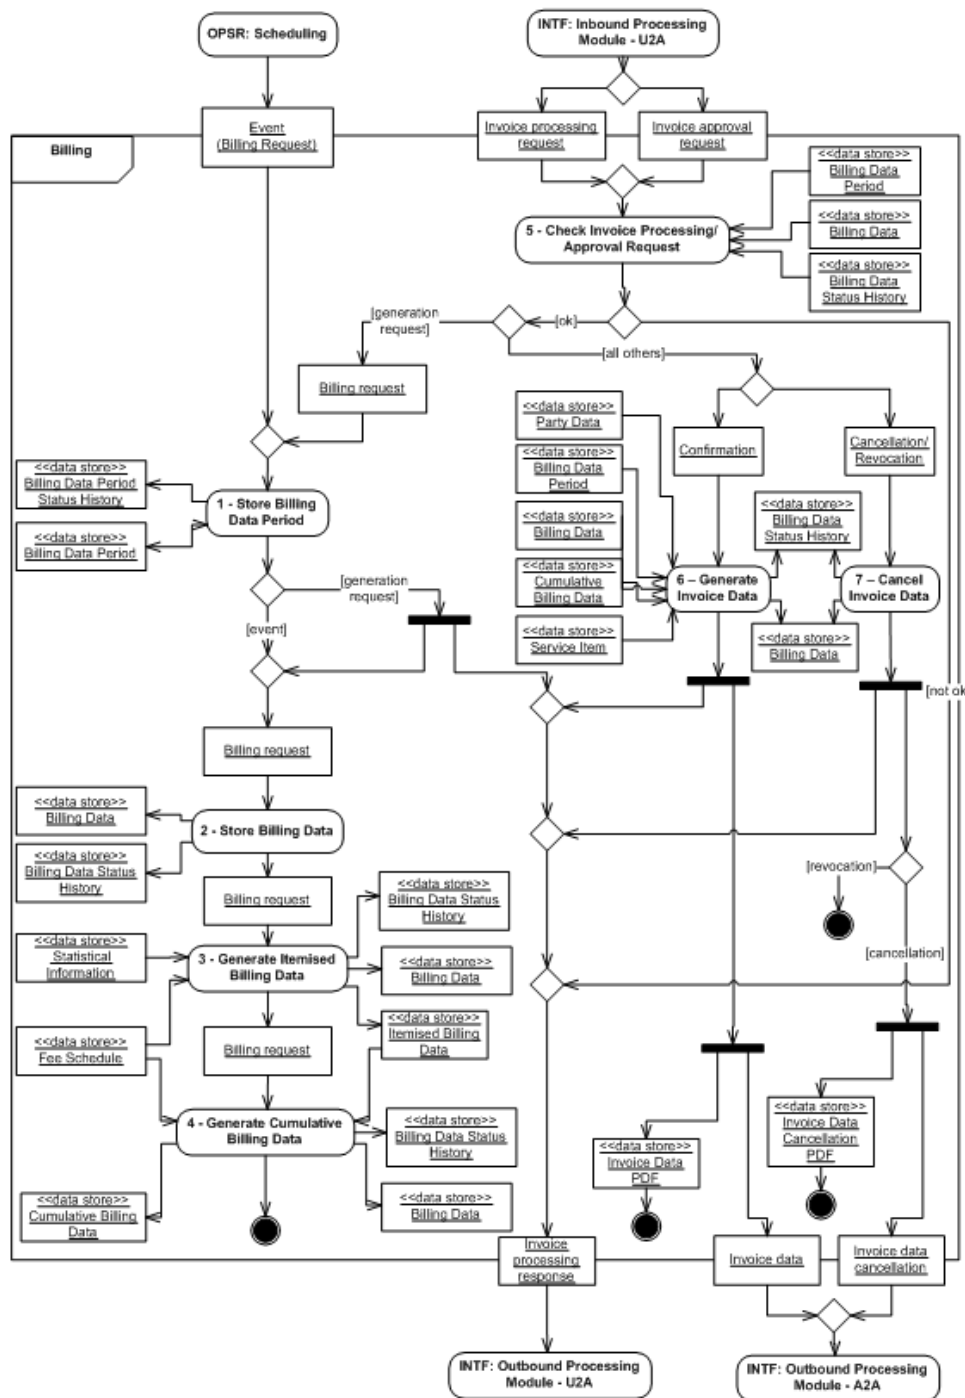 OPSR: Scheduling
INTF: Inbound Processing
Module - U2A
Event
(Billing Request)
Invoice processing
request
Invoice approval
request
Billing
<<data store>>
Billing Data
Period
5 - Check Invoice Processing/
Approval Request
<<data store>>
Billing Data
<<data store>>
Billing Data
Status History
[generation
request]
[ok]
[all others]
Billing request
<<data store>>
Party Data
Confirmation
Cancellation/
Revocation
<<data store>>
Billing Data Period
Status History
<<data store>>
Billing Data
Period
1 - Store Billing
Data Period
<<data store>>
Billing Data
Status History
<<data store>>
Billing Data
<<data store>>
Billing Data Period
[generation
request]
<<data store>>
Cumulative
Billing Data
6 – Generate
Invoice Data
7 – Cancel
Invoice Data
[event]
<<data store>>
Service Item
<<data store>>
Billing Data
[not ok
Billing request
<<data store>>
Billing Data
2 - Store Billing Data
<<data store>>
Billing Data Status
History
[revocation]
Billing request
<<data store>>
Billing Data Status
History
<<data store>>
Statistical
Information
3 - Generate Itemised
Billing Data
<<data store>>
Billing Data
[cancellation]
<<data store>>
Fee Schedule
Billing request
<<data store>>
Itemised Billing
Data
4 - Generate Cumulative
Billing Data
<<data store>>
Billing Data Status
History
<<data store>>
Invoice Data
PDF
<<data store>>
Invoice Data
Cancellation
PDF
<<data store>>
Cumulative Billing
Data
<<data store>>
Billing Data
Invoice
processing
response
Invoice data
Invoice data
cancellation
INTF: Outbound Processing
Module - U2A
INTF: Outbound Processing
Module - A2A